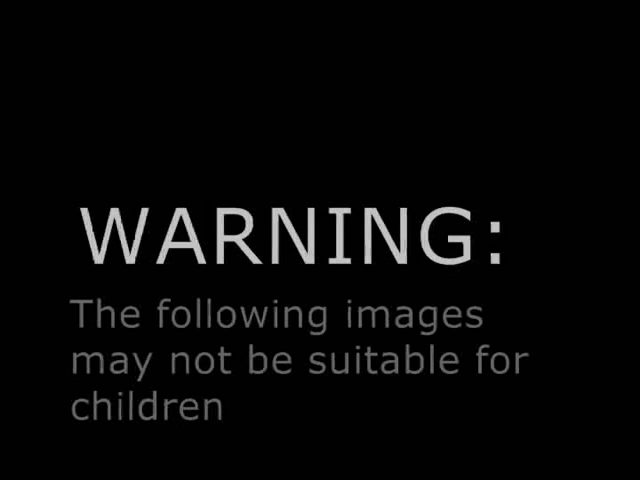 WARNING:
The following images
may not be suitable for
children